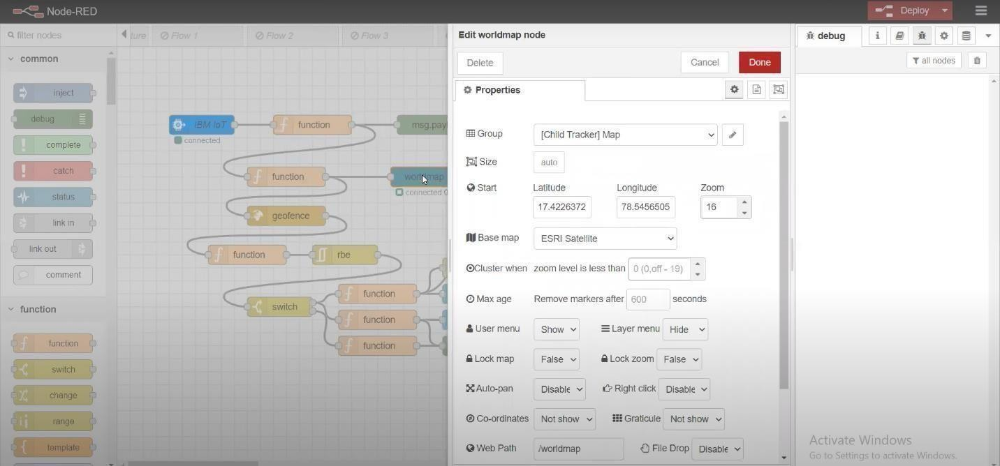 Node-RED
Deploy
filter nodes
ture
Flow 1
Flow 2
Flow 3
Edit worldmap node
debug
i
Delete
Cancel
Done
all nodes
common
Properties
inject
debug
complete
catch
status
link in
link out
comment
function
function
switch
change
range
template
IBM IoT
connected
function
msg.payl
function
worldmap
connected
geofence
function
rbe
switch
function
function
function
Group
[Child Tracker] Map
Size
auto
Start
Latitude
Longitude
Zoom
17.4226372
78.5456505
16
Base map
ESRI Satellite
Cluster when zoom level is less than 0 (0,off - 19)
Max age Remove markers after 600 seconds
User menu Show Layer menu Hide
Lock map False Lock zoom False
Auto-pan Disable Right click Disable
Co-ordinates Not show Graticule Not show
Web Path /worldmap File Drop Disable
Activate Windows
Go to Settings to activate Windows.